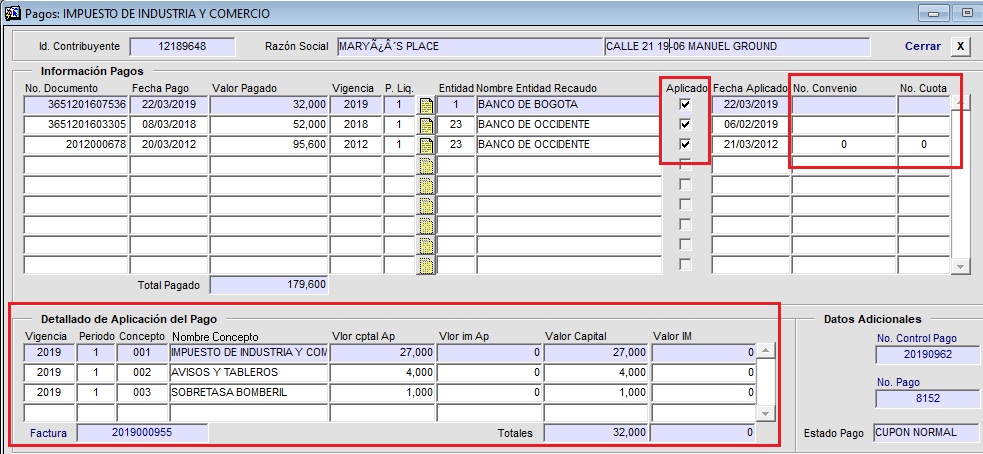 Pagos: IMPUESTO DE INDUSTRIA Y COMERCIO
Id. Contribuyente 12189648 Razón Social MARYÃ¿Â´S PLACE CALLE 21 19-06 MANUEL GROUND Cerrar X
Información Pagos
No. Documento Fecha Pago Valor Pagado Vigencia P. Liq. Entidad Nombre Entidad Recaudo Aplicado Fecha Aplicado No. Convenio No. Cuota
3651201607536 22/03/2019 32,000 2019 1 1 BANCO DE BOGOTA 22/03/2019
3651201603305 08/03/2018 52,000 2018 1 23 BANCO DE OCCIDENTE 06/02/2019
2012000678 20/03/2012 95,600 2012 1 23 BANCO DE OCCIDENTE 21/03/2012 0 0
Total Pagado 179,600
Detallado de Aplicación del Pago Datos Adicionales
Vigencia Periodo Concepto Nombre Concepto Vlor cptal Ap Vlor im Ap Valor Capital Valor IM No. Control Pago
2019 1 001 IMPUESTO DE INDUSTRIA Y COM 27,000 0 27,000 0 20190962
2019 1 002 AVISOS Y TABLEROS 4,000 0 4,000 0 No. Pago
2019 1 003 SOBRETASA BOMBERIL 1,000 0 1,000 0 8152
Factura 2019000955 Totales 32,000 0 Estado Pago CUPON NORMAL